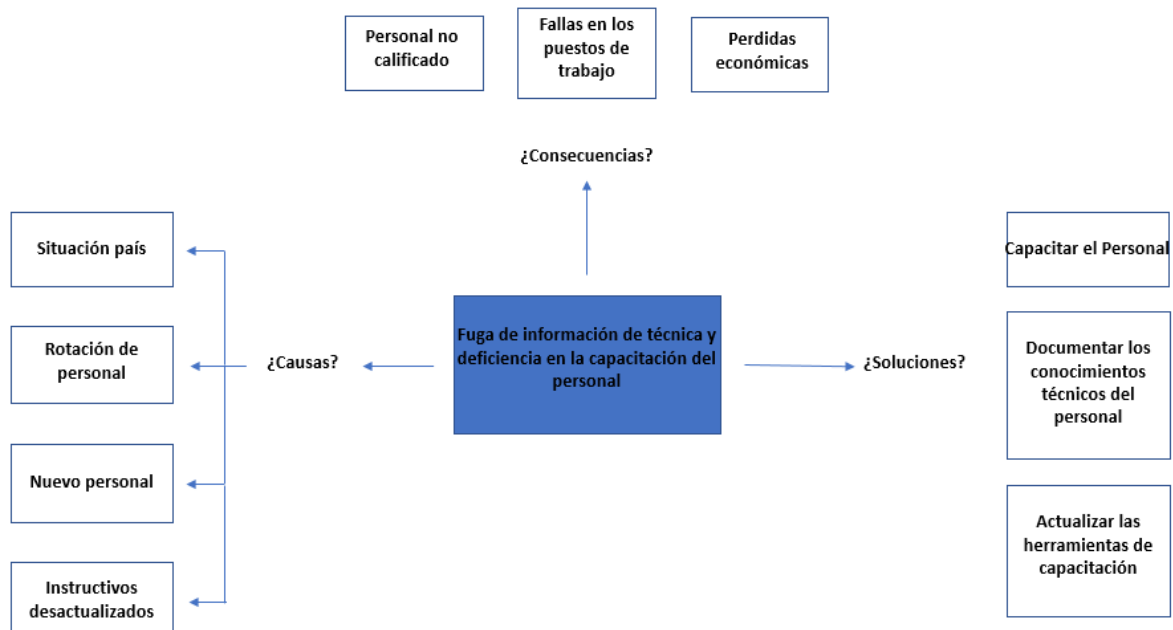 Personal no
calificado
Fallas en los
puestos de
trabajo
Perdidas
económicas
¿Consecuencias?
Situación país
Rotación de
personal
Nuevo personal
Instructivos
desactualizados
¿Causas?
Fuga de información de técnica y
deficiencia en la capacitación del
personal
¿Soluciones?
Capacitar el Personal
Documentar los
conocimientos
técnicos del
personal
Actualizar las
herramientas de
capacitación